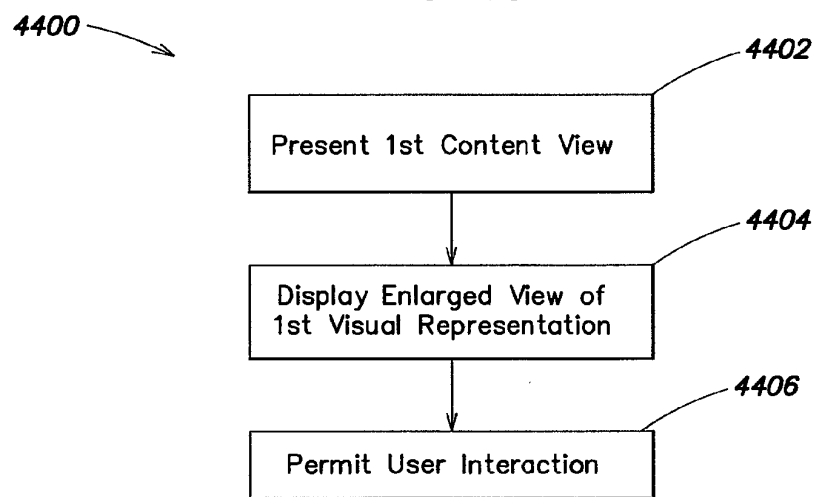 4400
4402
Present 1st Content View
4404
Display Enlarged View of
1st Visual Representation
4406
Permit User Interaction